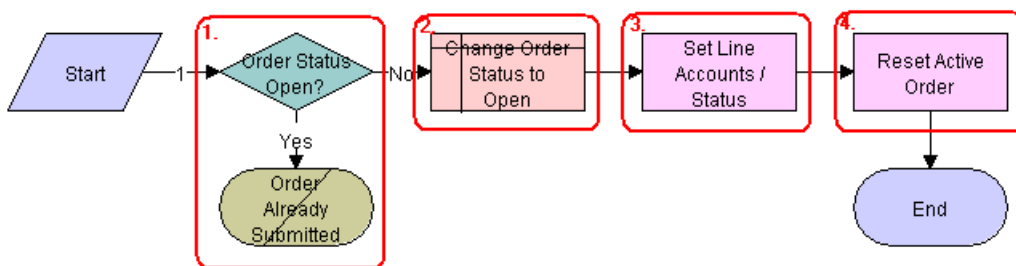 Start
1
1.
Order Status
Open?
No
Yes
Order
Already
Submitted
2.
Change Order
Status to
Open
3.
Set Line
Accounts /
Status
4.
Reset Active
Order
End